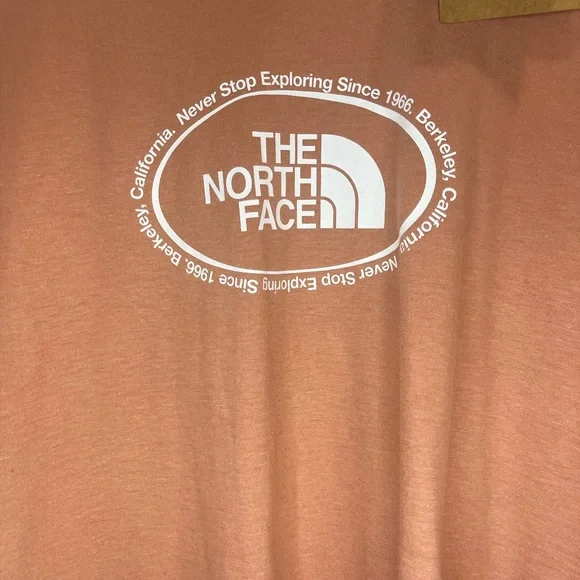 Never Stop Exploring Since 1966. Berkeley, California.
Never Stop Exploring Since 1966. Berkeley, California.
THE
NORTH
FACE